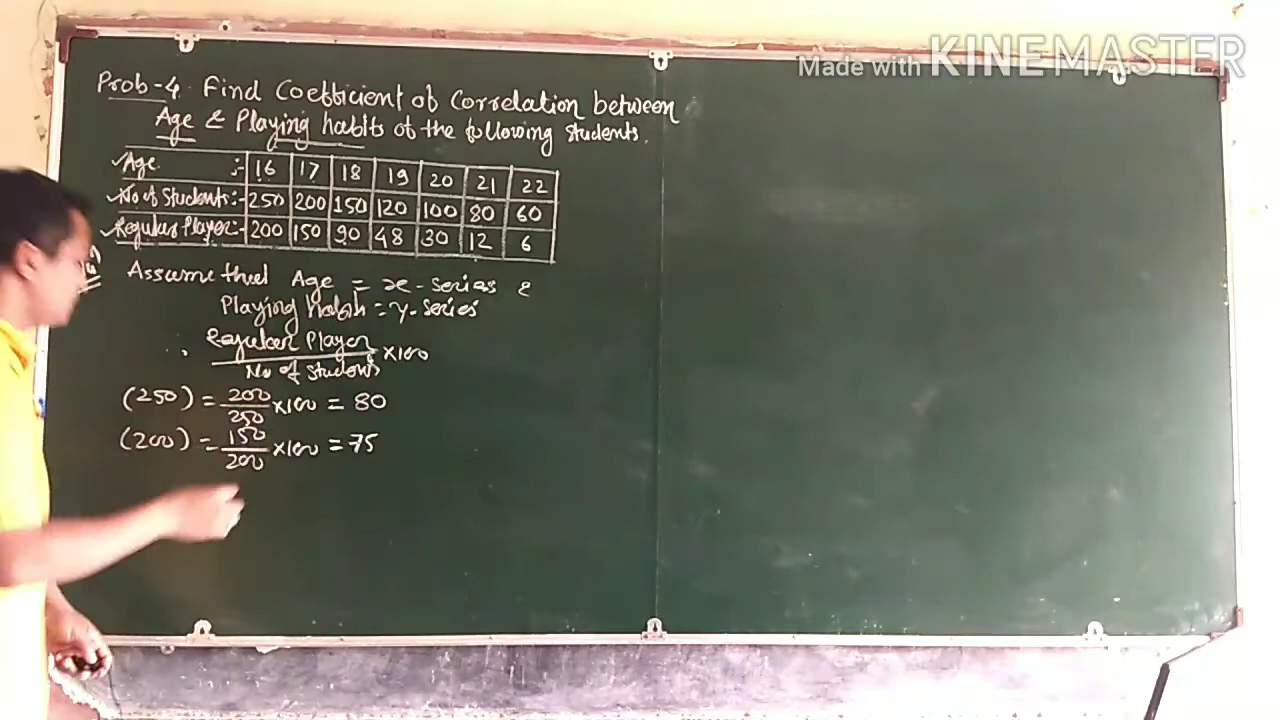 Made with KINEMASTER
Prob-4. Find Coefficient of Correlation between
Age & Playing habits of the following students.
Age :- 16 17 18 19 20 21 22
No of Students:- 250 200 150 120 100 80 60
Regular Player:- 200 150 90 48 30 12 6
Assume that Age = x-series &
Playing habit = y-series
∴ Regular Player
No of students ×100
(250) = 200/250 ×100 = 80
(200) = 150/200 ×100 = 75